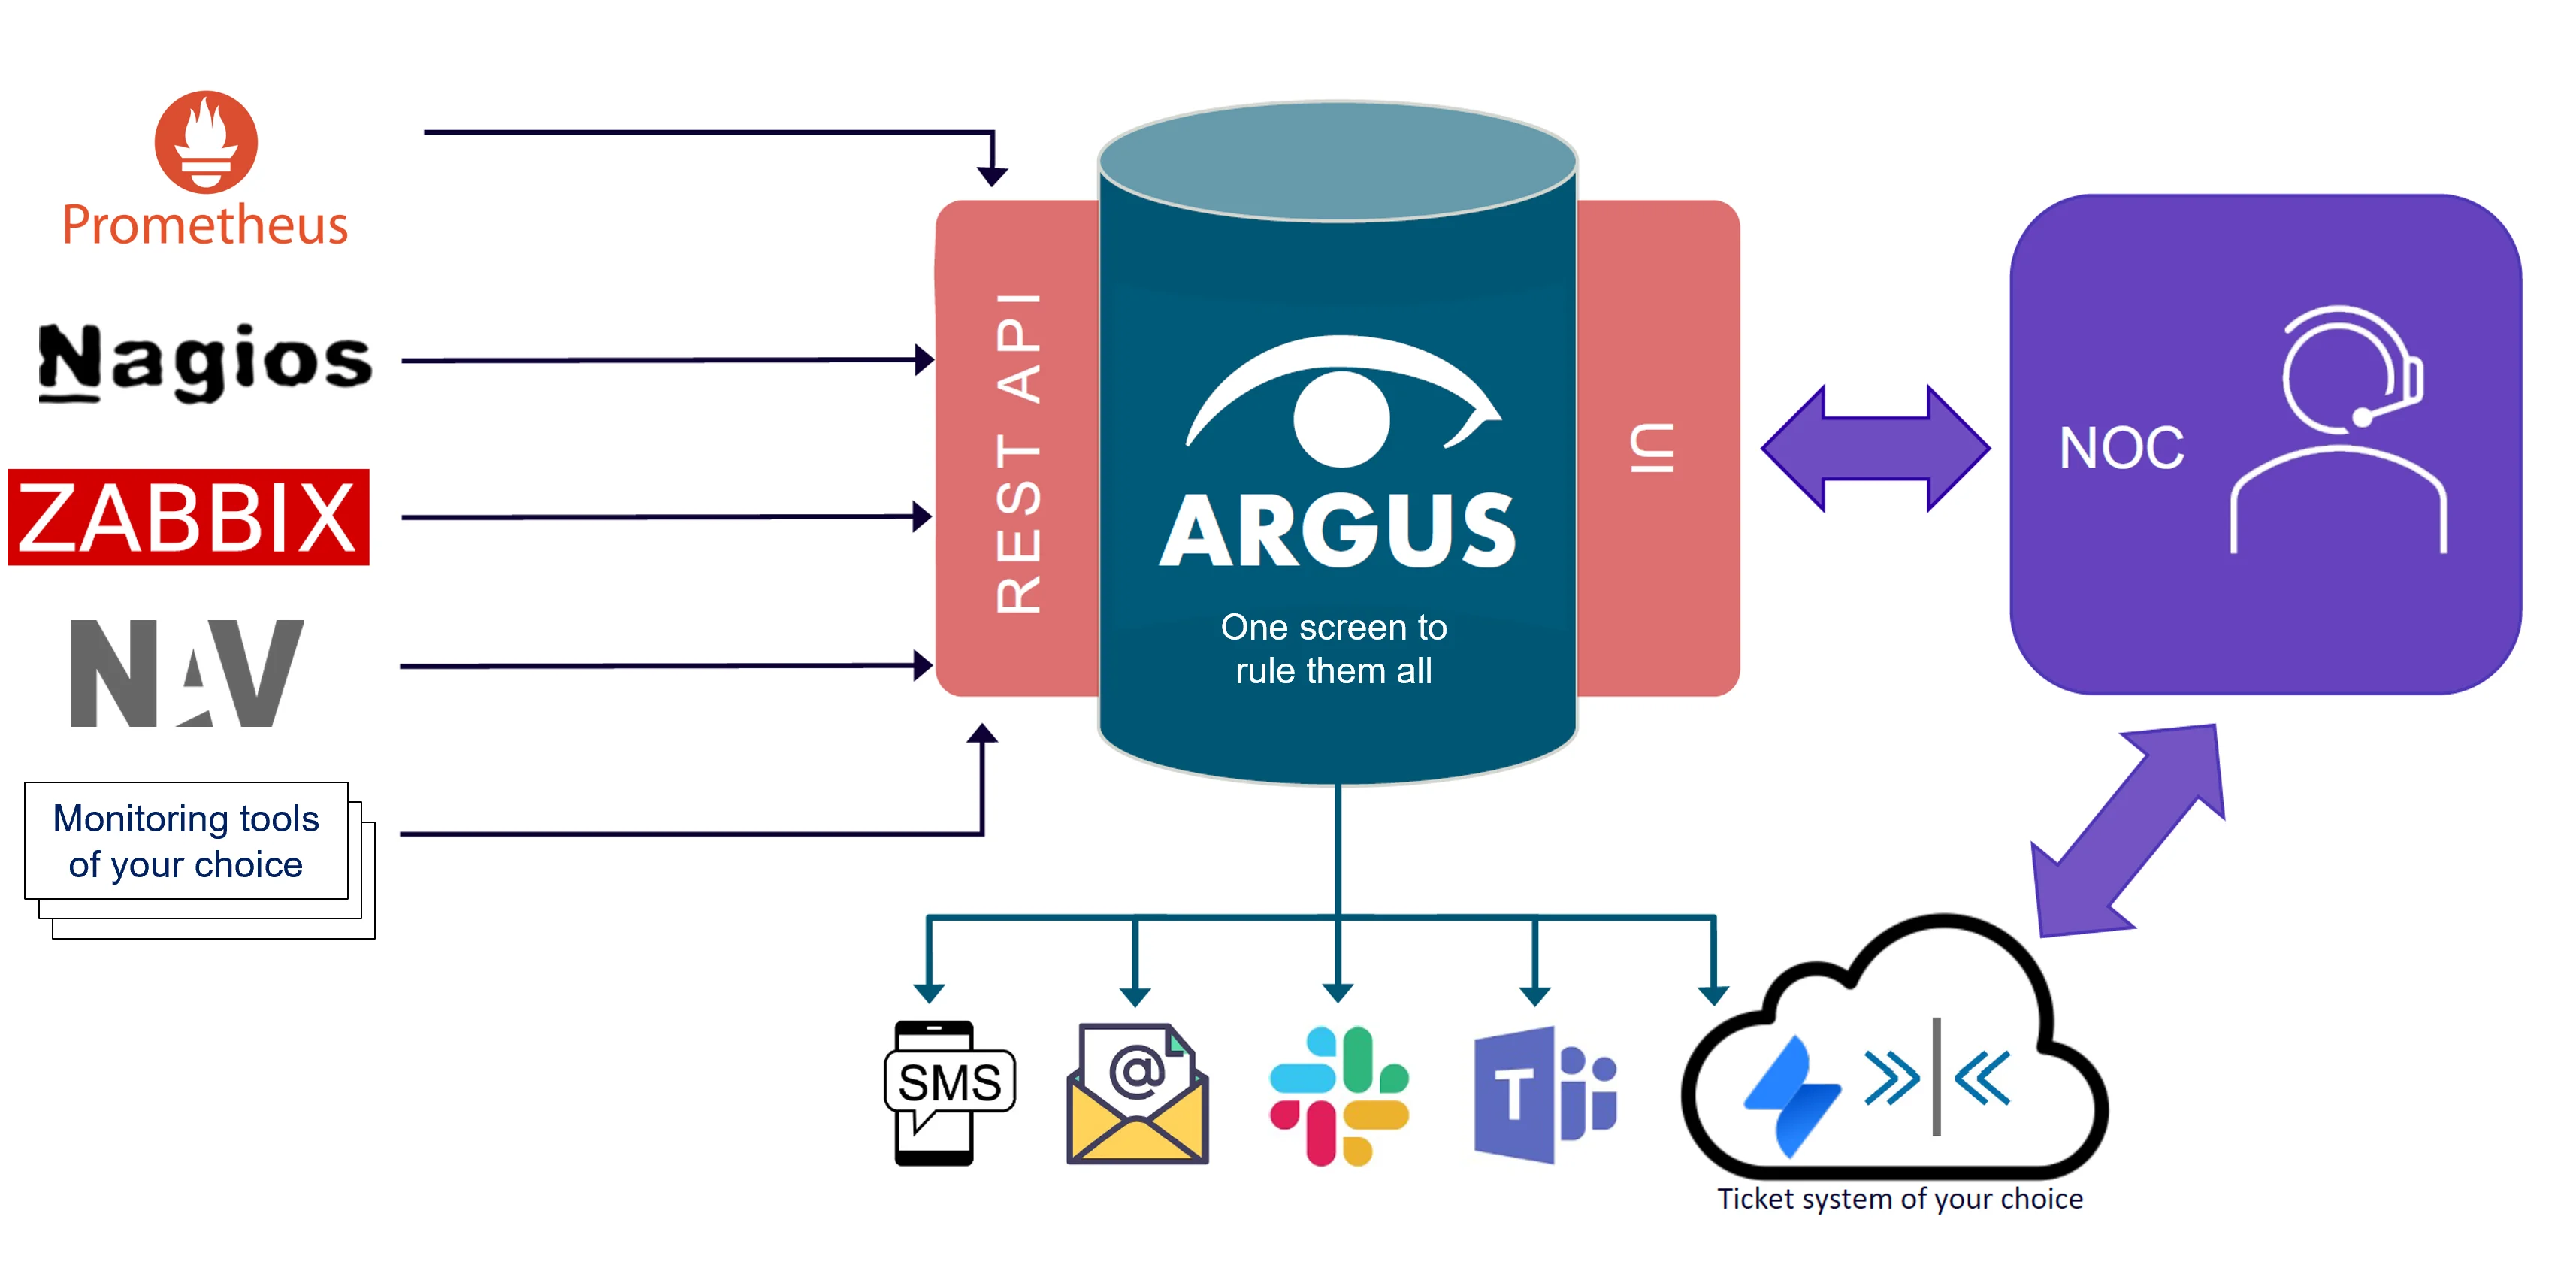 Prometheus
Nagios
ZABBIX
NAV
Monitoring tools
of your choice
REST API
ARGUS
One screen to
rule them all
UI
NOC
SMS
@
T
Ticket system of your choice